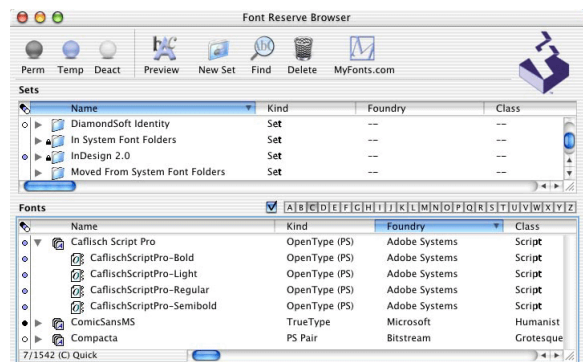 Font Reserve Browser
Perm Temp Deact Preview New Set Find Delete MyFonts.com
Sets
Name Kind Foundry Class
DiamondSoft Identity Set -- --
In System Font Folders Set -- --
InDesign 2.0 Set -- --
Moved From System Font Folders Set -- --
Fonts A B C D E F G H I J K L M N O P Q R S T U V W X Y Z
Name Kind Foundry Class
Caflisch Script Pro OpenType (PS) Adobe Systems Script
CaflischScriptPro-Bold OpenType (PS) Adobe Systems Script
CaflischScriptPro-Light OpenType (PS) Adobe Systems Script
CaflischScriptPro-Regular OpenType (PS) Adobe Systems Script
CaflischScriptPro-Semibold OpenType (PS) Adobe Systems Script
ComicSansMS TrueType Microsoft Humanist
Compacta PS Pair Bitstream Grotesque
7/1542 (C) Quick